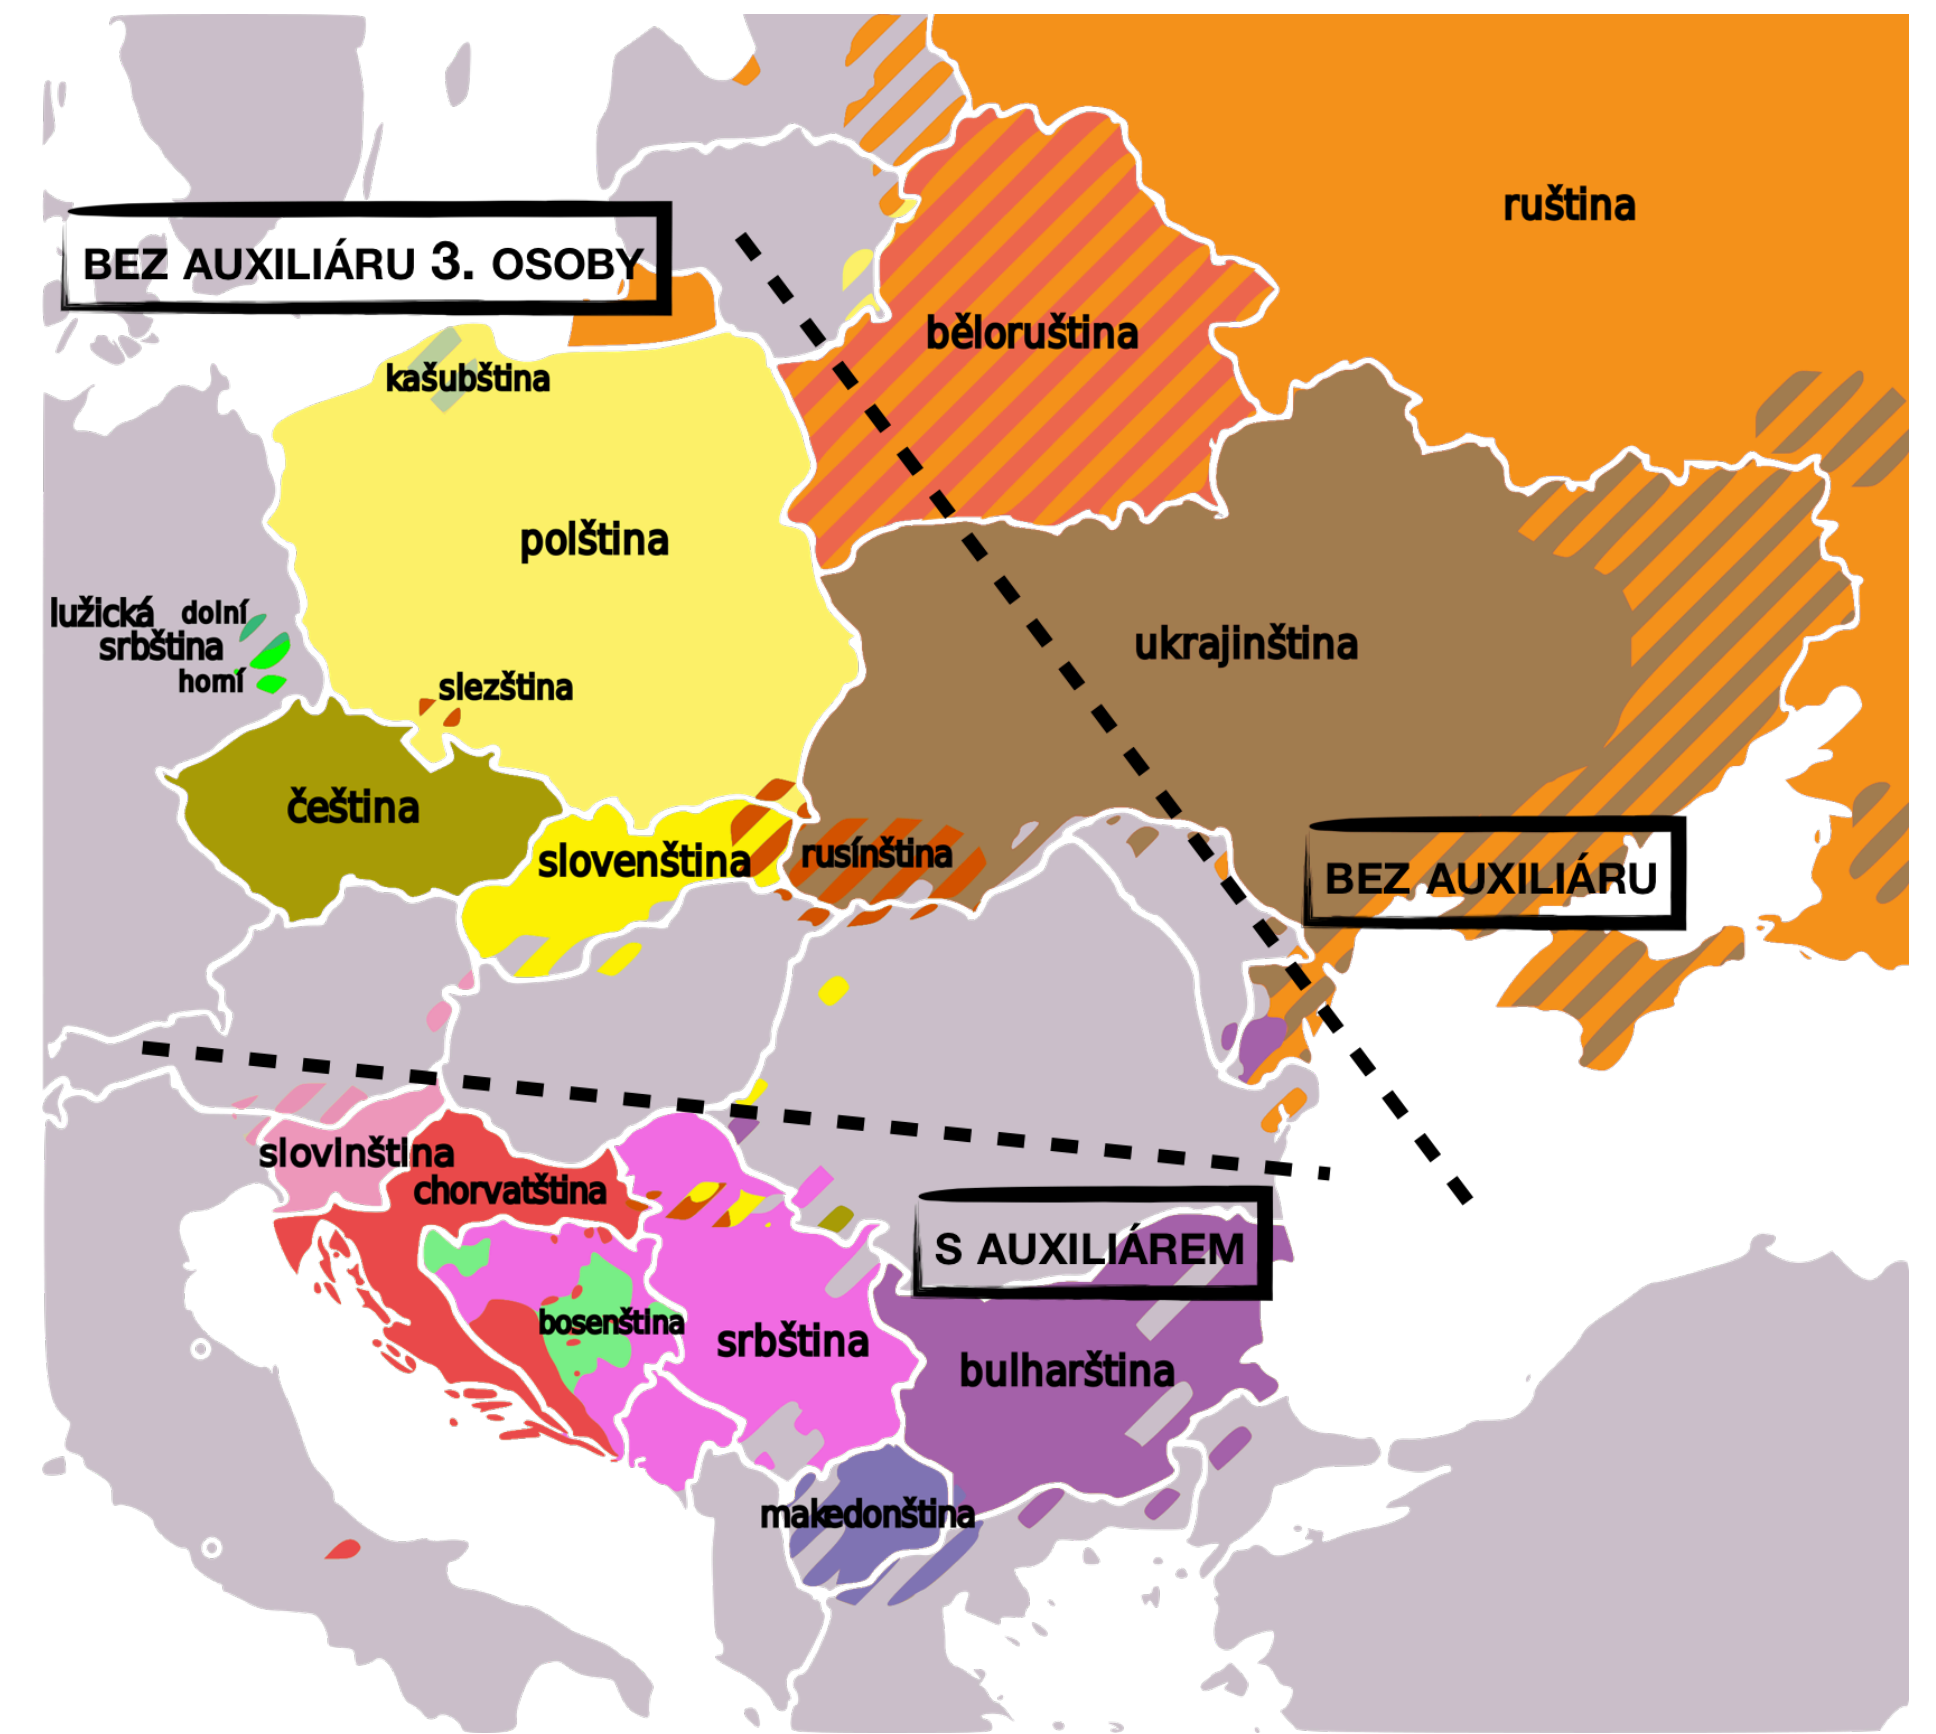 ruština
BEZ AUXILIÁRU 3. OSOBY
běloruština
kašubština
polština
lužická
srbština
dolní
horní
ukrajinština
slezština
čeština
slovenština
rusínština
BEZ AUXILIÁRU
slovinština
chorvatština
S AUXILIÁREM
bosenština
srbština
bulharština
makedonština